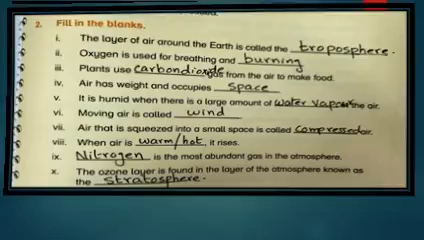 2. Fill in the blanks.
i. The layer of air around the Earth is called the troposphere.
ii. Oxygen is used for breathing and burning
iii. Plants use carbondioxide gas from the air to make food.
iv. Air has weight and occupies space
v. It is humid when there is a large amount of water vapour in the air.
vi. Moving air is called wind
vii. Air that is squeezed into a small space is called compressed air.
viii. When air is warm/hot, it rises.
ix. Nitrogen is the most abundant gas in the atmosphere.
x. The ozone layer is found in the layer of the atmosphere known as
the stratosphere.